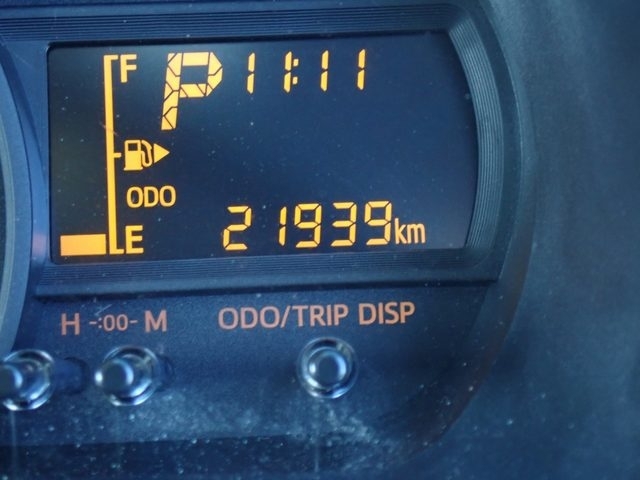 F P 11:11
ODO
E 21939km
H -:00- M ODO/TRIP DISP